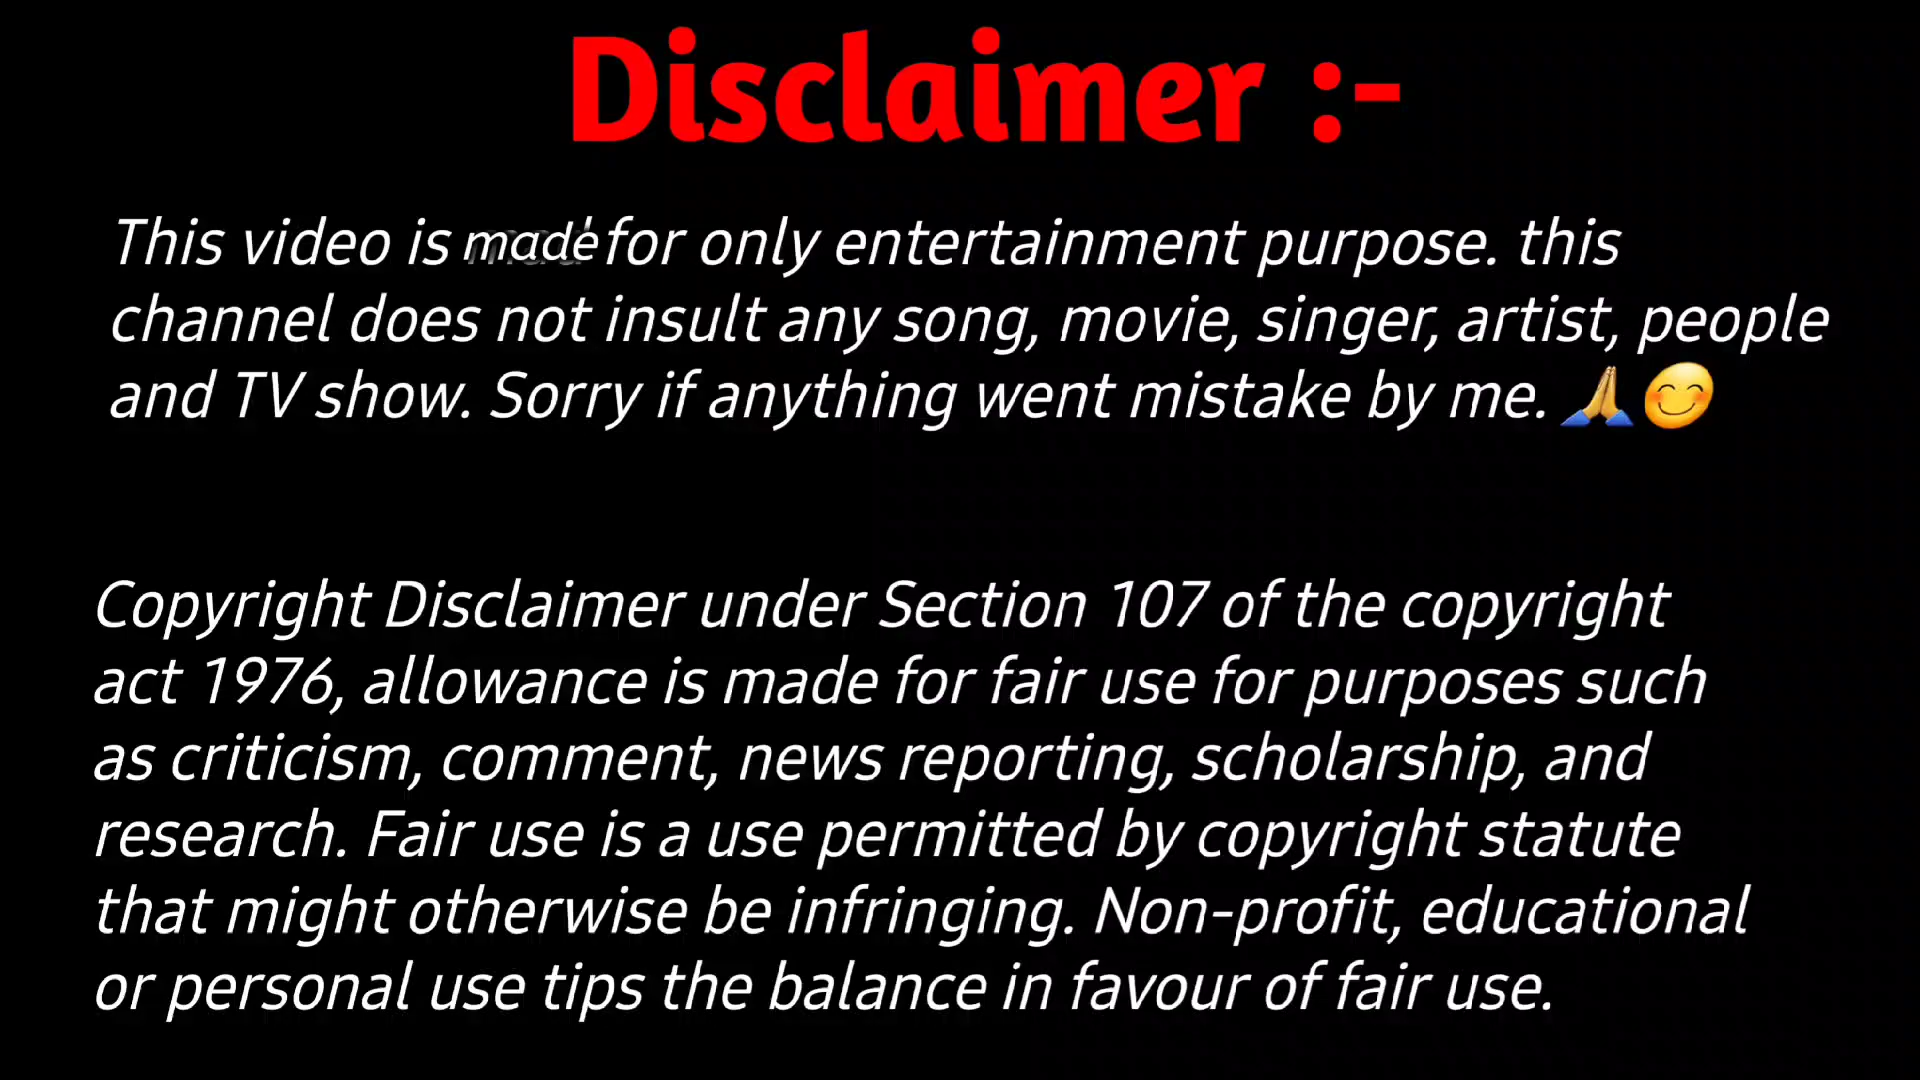 Disclaimer :-
This video is made for only entertainment purpose. this
channel does not insult any song, movie, singer, artist, people
and TV show. Sorry if anything went mistake by me. 🙏😊
Copyright Disclaimer under Section 107 of the copyright
act 1976, allowance is made for fair use for purposes such
as criticism, comment, news reporting, scholarship, and
research. Fair use is a use permitted by copyright statute
that might otherwise be infringing. Non-profit, educational
or personal use tips the balance in favour of fair use.